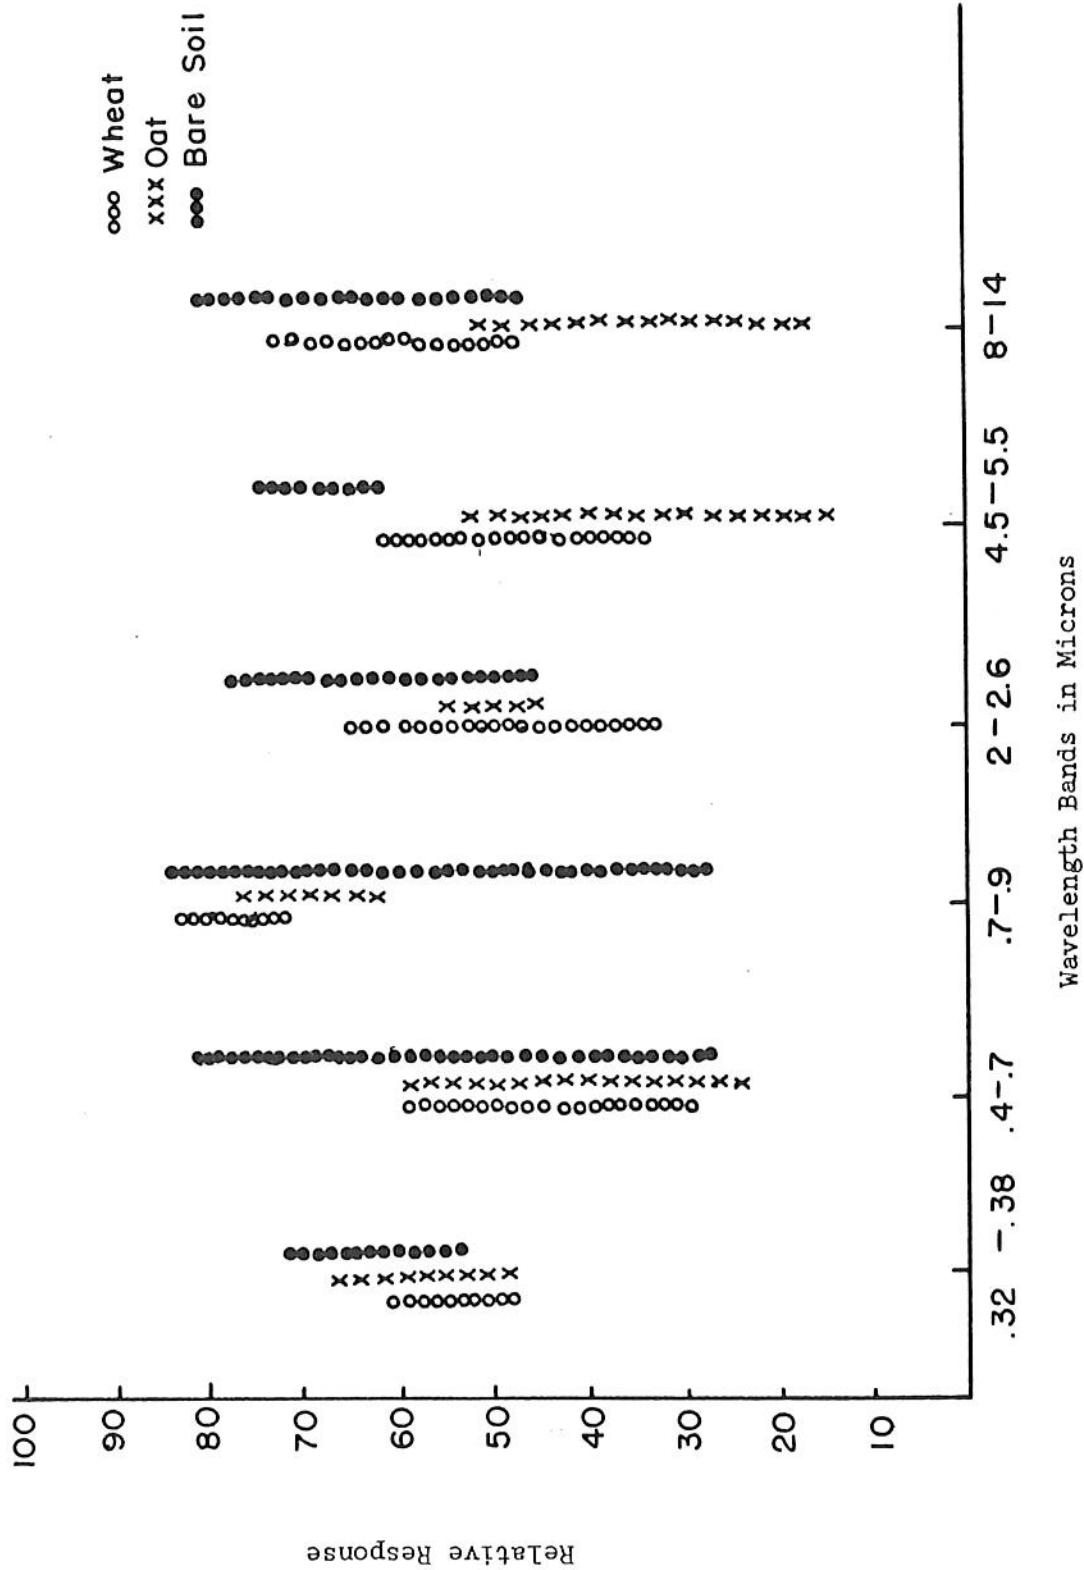 ooo Wheat
xxx Oat
●●● Bare Soil
100
90
80
70
60
50
40
30
20
10
Relative Response
.32 – .38
.4 – .7
.7 – .9
2 – 2.6
4.5 – 5.5
8 – 14
Wavelength Bands in Microns